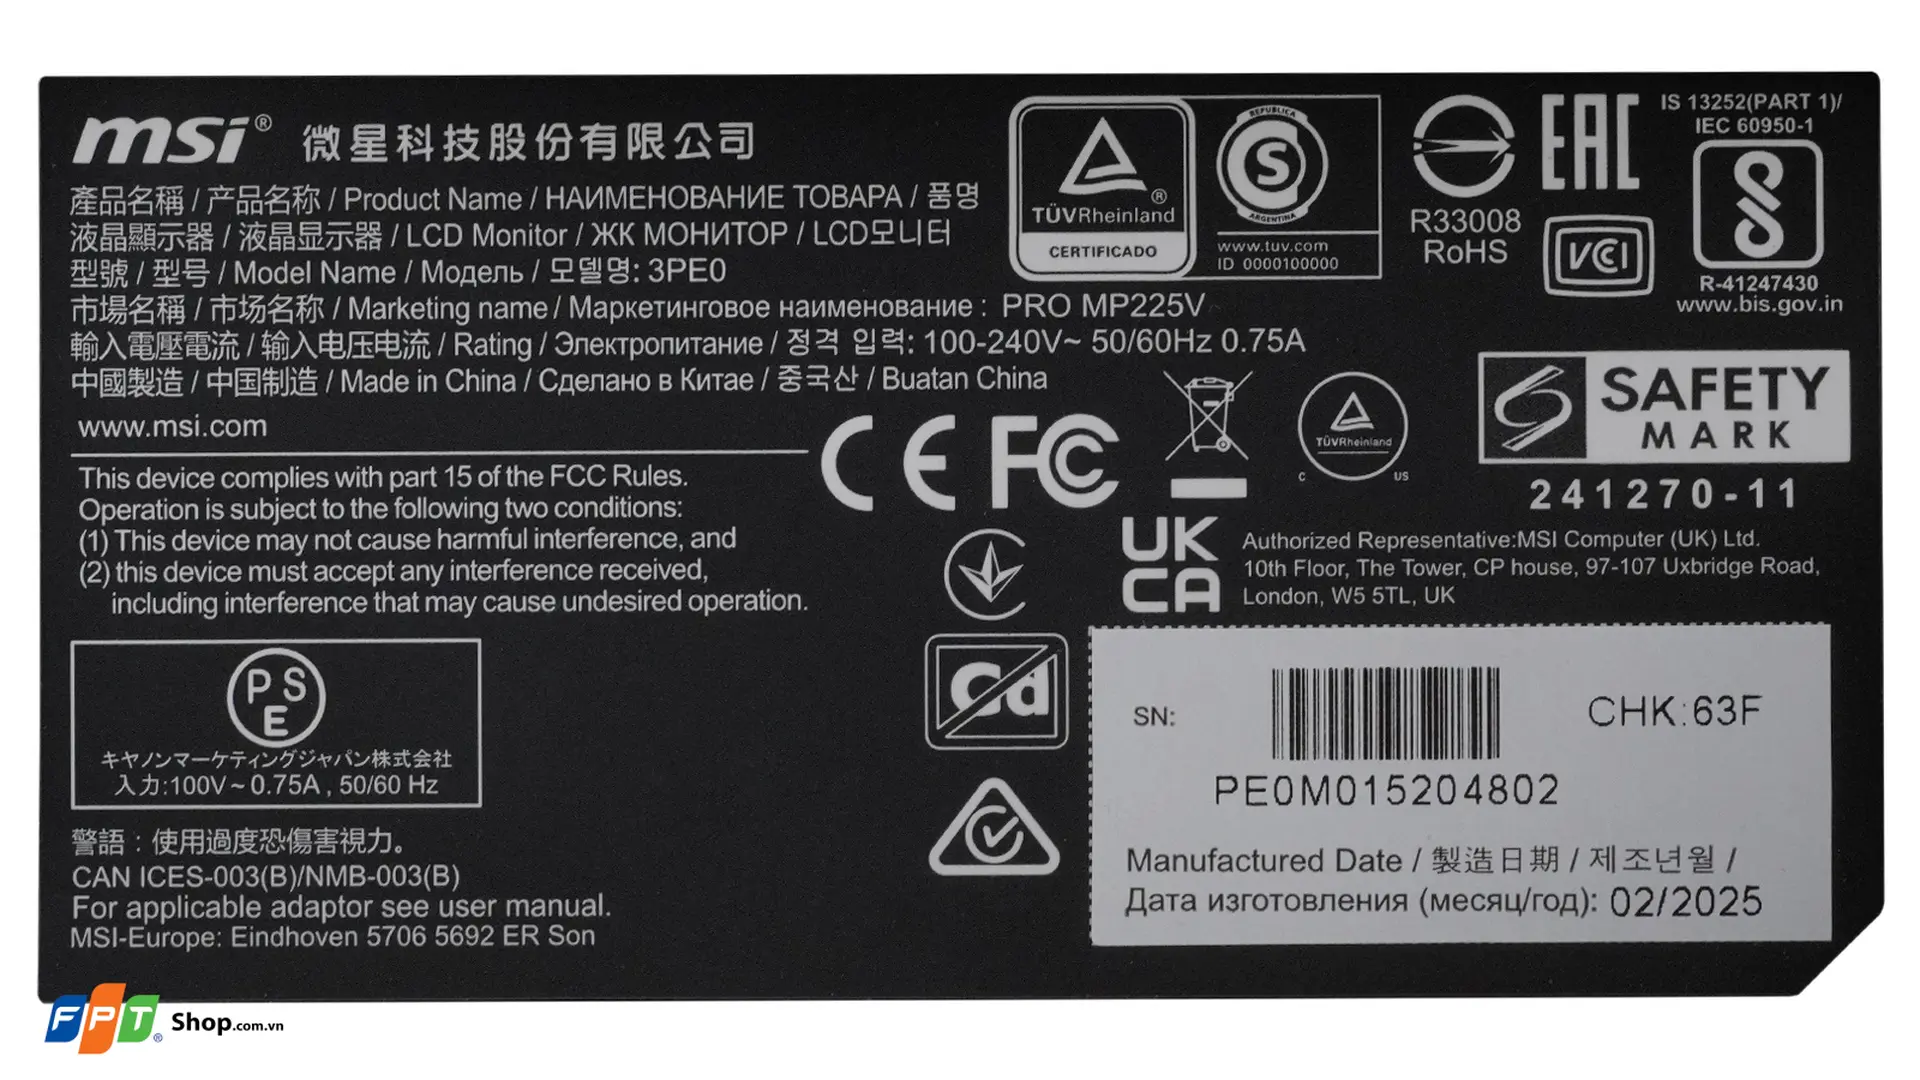 msi® 微星科技股份有限公司
產品名稱 / 产品名称 / Product Name / НАИМЕНОВАНИЕ ТОВАРА / 품명
液晶顯示器 / 液晶显示器 / LCD Monitor / ЖК МОНИТОР / LCD모니터
型號 / 型号 / Model Name / Модель / 모델명: 3PE0
市場名稱 / 市场名称 / Marketing name / Маркетинговое наименование : PRO MP225V
輸入電壓電流 / 输入电压电流 / Rating / Электропитание / 정격 입력: 100-240V~ 50/60Hz 0.75A
中國製造 / 中国制造 / Made in China / Сделано в Китае / 중국산 / Buatan China
www.msi.com
This device complies with part 15 of the FCC Rules.
Operation is subject to the following two conditions:
(1) This device may not cause harmful interference, and
(2) this device must accept any interference received,
including interference that may cause undesired operation.
PSE
キヤノンマーケティングジャパン株式会社
入力:100V~0.75A , 50/60 Hz
警語：使用過度恐傷害視力。
CAN ICES-003(B)/NMB-003(B)
For applicable adaptor see user manual.
MSI-Europe: Eindhoven 5706 5692 ER Son
TÜVRheinland®
CERTIFICADO
REPUBLICA
S
ARGENTINA
www.tuv.com
ID 0000100000
R33008
RoHS
EAC
VCCI
IS 13252(PART 1)/
IEC 60950-1
R-41247430
www.bis.gov.in
CE FC
TÜVRheinland
C US
SAFETY
MARK
241270-11
UK
CA
Authorized Representative:MSI Computer (UK) Ltd.
10th Floor, The Tower, CP house, 97-107 Uxbridge Road,
London, W5 5TL, UK
Cd
SN:
CHK:63F
PE0M015204802
Manufactured Date / 製造日期 / 제조년월 /
Дата изготовления (месяц/год): 02/2025
FPT® Shop.com.vn